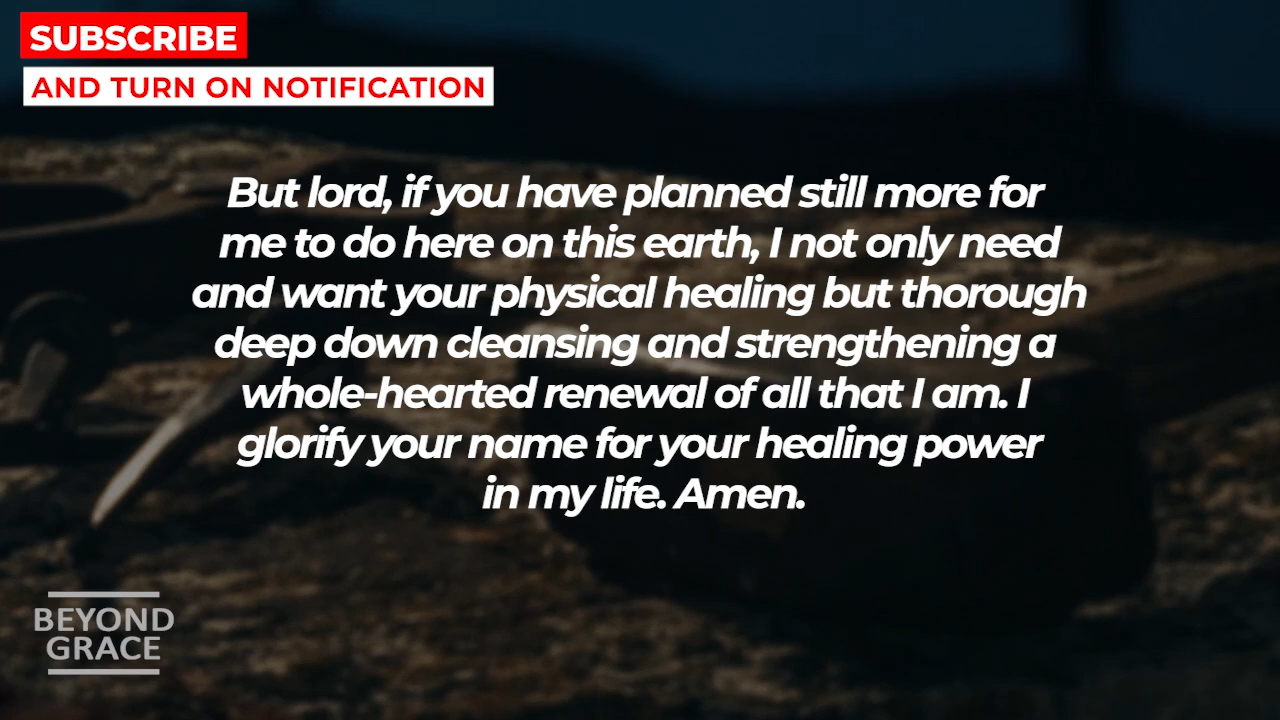 SUBSCRIBE
AND TURN ON NOTIFICATION
But lord, if you have planned still more for
me to do here on this earth, I not only need
and want your physical healing but thorough
deep down cleansing and strengthening a
whole-hearted renewal of all that I am. I
glorify your name for your healing power
in my life. Amen.
BEYOND
GRACE